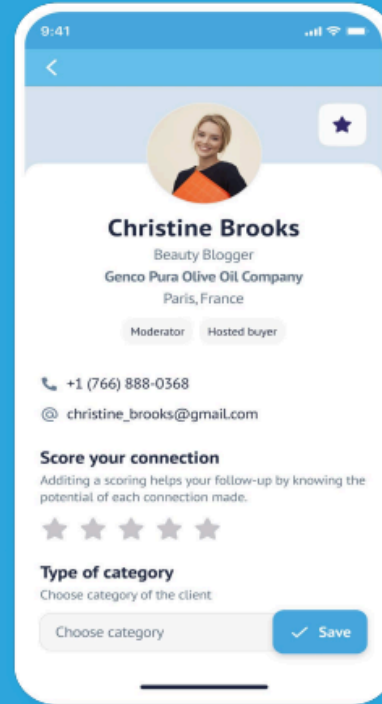 9:41
Christine Brooks
Beauty Blogger
Genco Pura Olive Oil Company
Paris, France
Moderator Hosted buyer
+1 (766) 888-0368
christine_brooks@gmail.com
Score your connection
Additing a scoring helps your follow-up by knowing the
potential of each connection made.
Type of category
Choose category of the client
Choose category Save